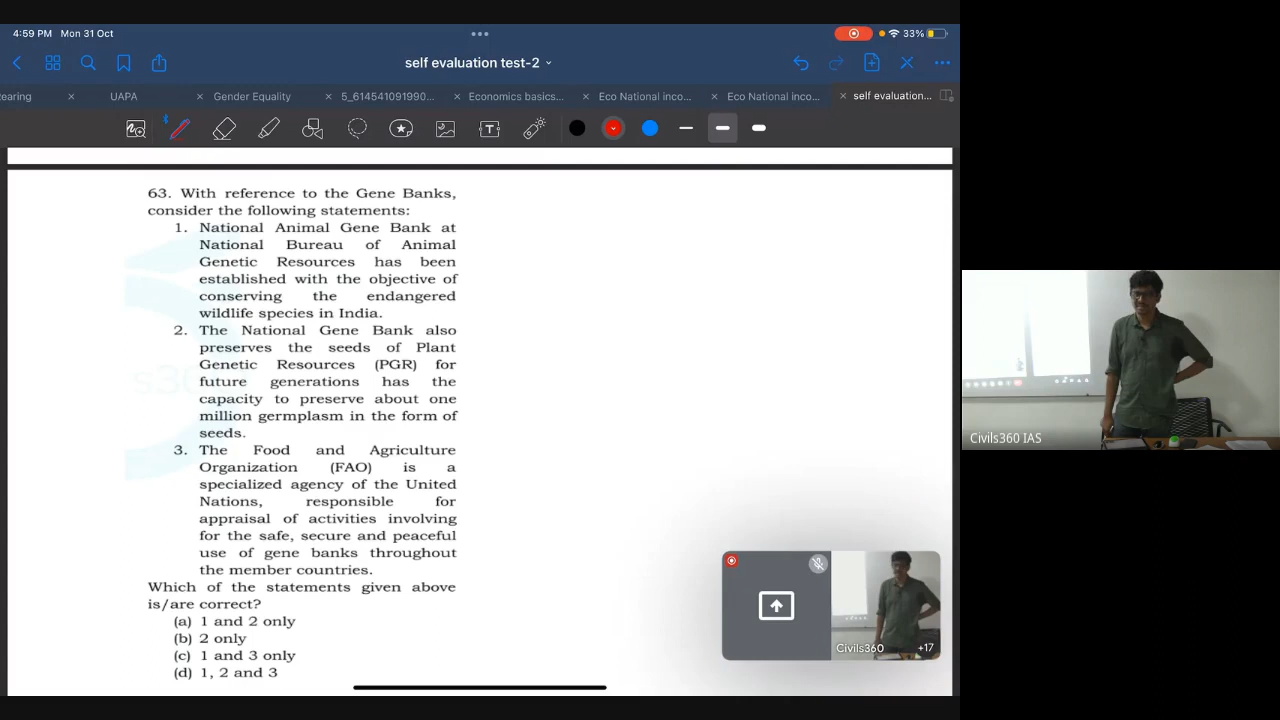 4:59 PM Mon 31 Oct
33%
self evaluation test-2
earing
UAPA
Gender Equality
5_614541091990...
Economics basics...
Eco National inco...
Eco National inco...
self evaluation...
63. With reference to the Gene Banks,
consider the following statements:
1. National Animal Gene Bank at
National Bureau of Animal
Genetic Resources has been
established with the objective of
conserving the endangered
wildlife species in India.
2. The National Gene Bank also
preserves the seeds of Plant
Genetic Resources (PGR) for
future generations has the
capacity to preserve about one
million germplasm in the form of
seeds.
3. The Food and Agriculture
Organization (FAO) is a
specialized agency of the United
Nations, responsible for
appraisal of activities involving
for the safe, secure and peaceful
use of gene banks throughout
the member countries.
Which of the statements given above
is/are correct?
(a) 1 and 2 only
(b) 2 only
(c) 1 and 3 only
(d) 1, 2 and 3
Civils360
+17
Civils360 IAS